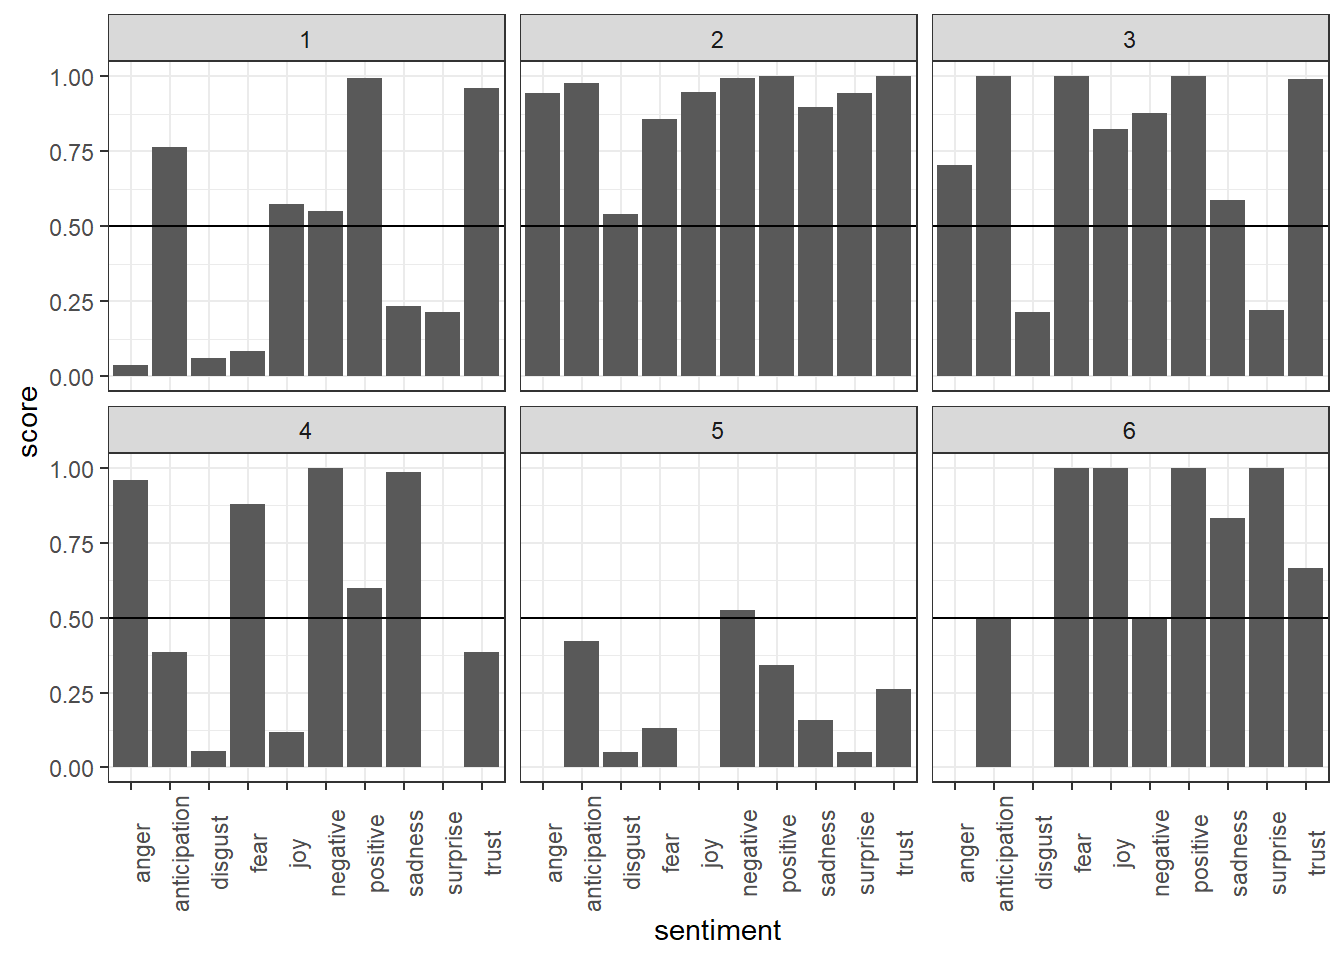 1 2 3
1.00
0.75
0.50
0.25
0.00
score
4 5 6
1.00
0.75
0.50
0.25
0.00
anger anticipation disgust fear joy negative positive sadness surprise trust
anger anticipation disgust fear joy negative positive sadness surprise trust
anger anticipation disgust fear joy negative positive sadness surprise trust
sentiment